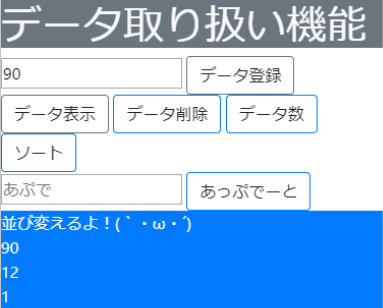 データ取り扱い機能
90 データ登録
データ表示 データ削除 データ数
ソート
あぷで あっぷでーと
並び変えるよ！(｀・ω・´)
90
12
1